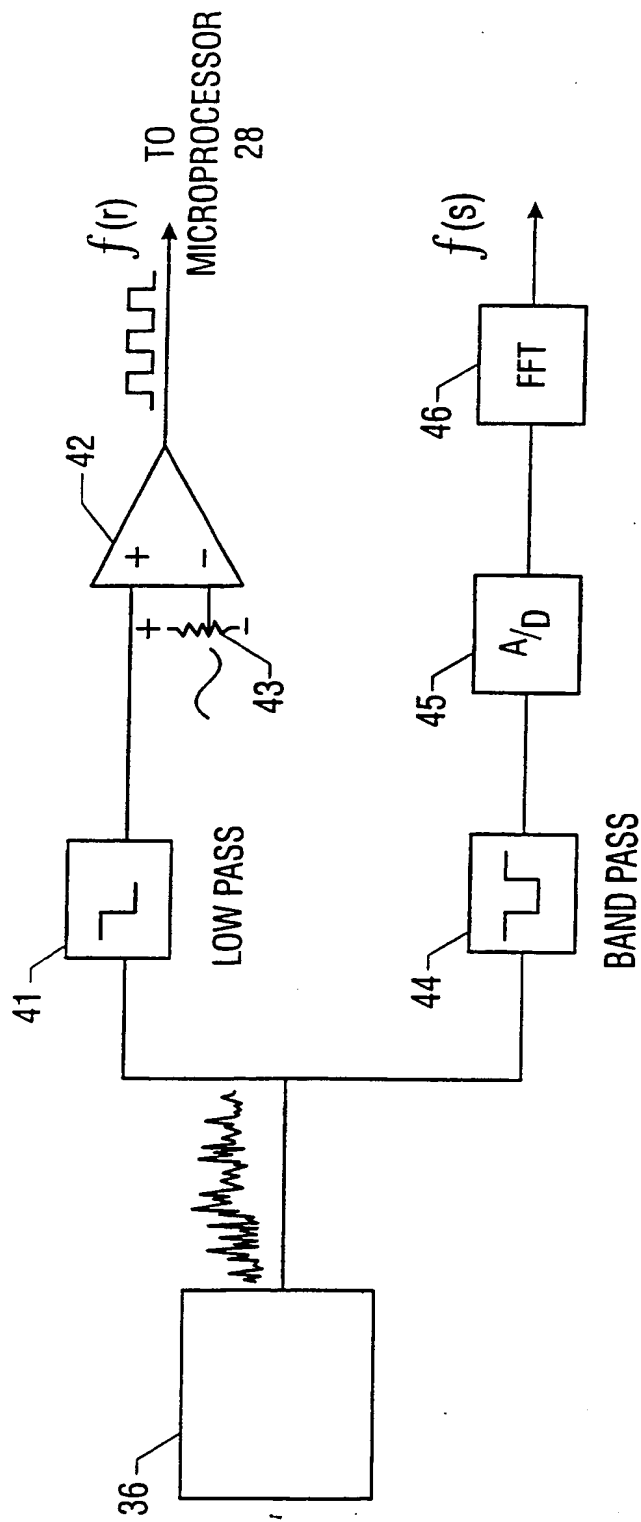 36
41
LOW PASS
42
+
−
+
−
43
f(r)
TO
MICROPROCESSOR
28
44
BAND PASS
45
A/D
46
FFT
f(s)